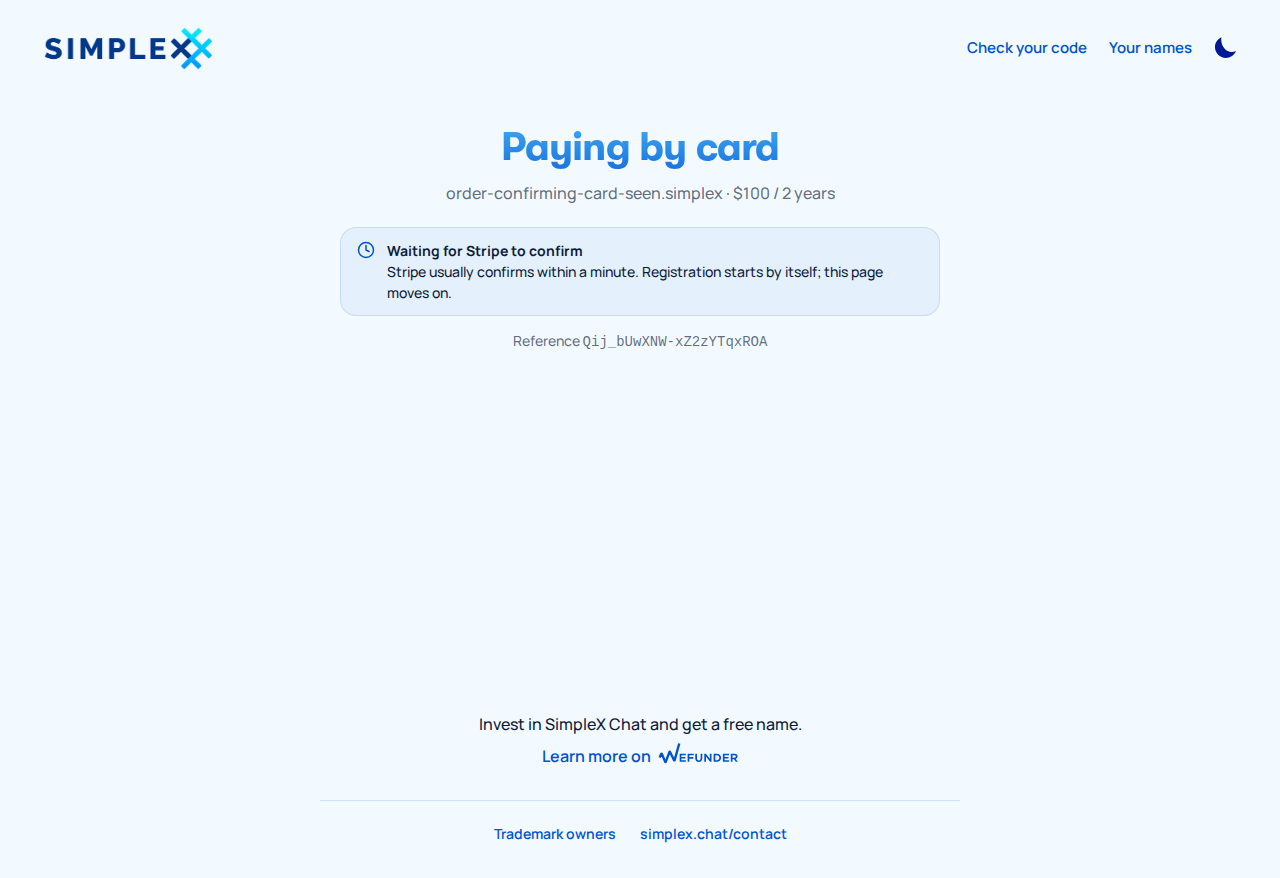 SIMPLEX
Check your code
Your names
Paying by card
order-confirming-card-seen.simplex · $100 / 2 years
Waiting for Stripe to confirm
Stripe usually confirms within a minute. Registration starts by itself; this page
moves on.
Reference Qij_bUwXNW-xZ2zYTqxROA
Invest in SimpleX Chat and get a free name.
Learn more on WEFUNDER
Trademark owners
simplex.chat/contact